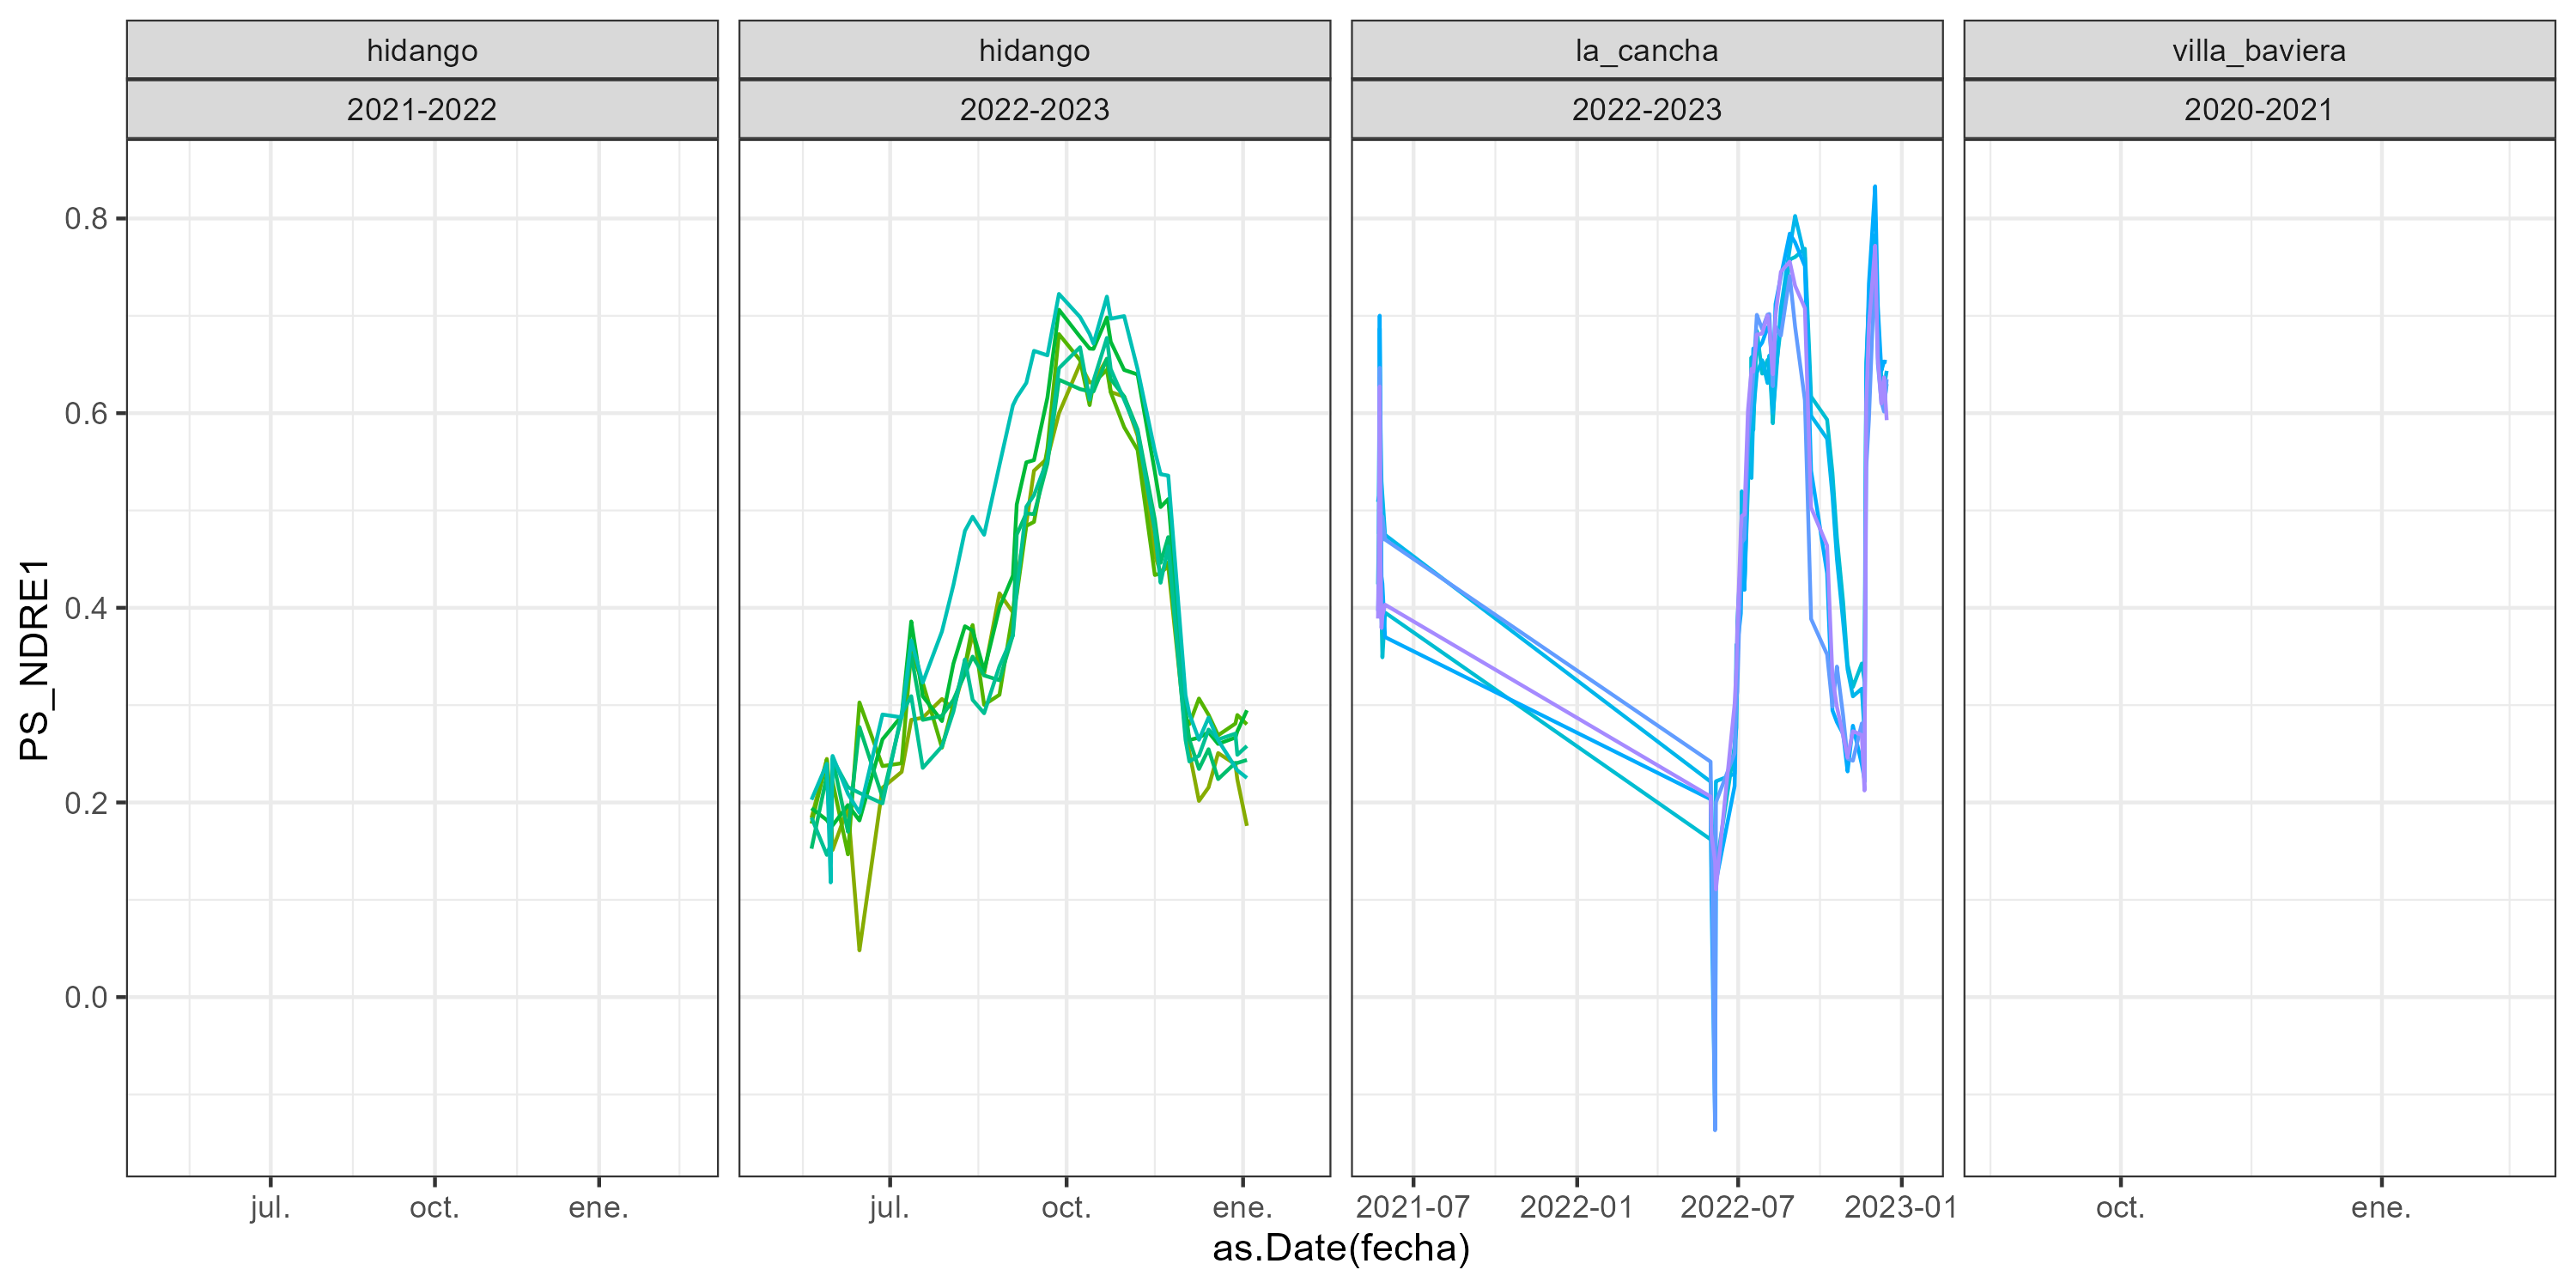 hidango
hidango
la_cancha
villa_baviera
2021-2022
2022-2023
2022-2023
2020-2021
PS_NDRE1
0.8
0.6
0.4
0.2
0.0
jul.
oct.
ene.
jul.
oct.
ene.
2021-07
2022-01
2022-07
2023-01
oct.
ene.
as.Date(fecha)